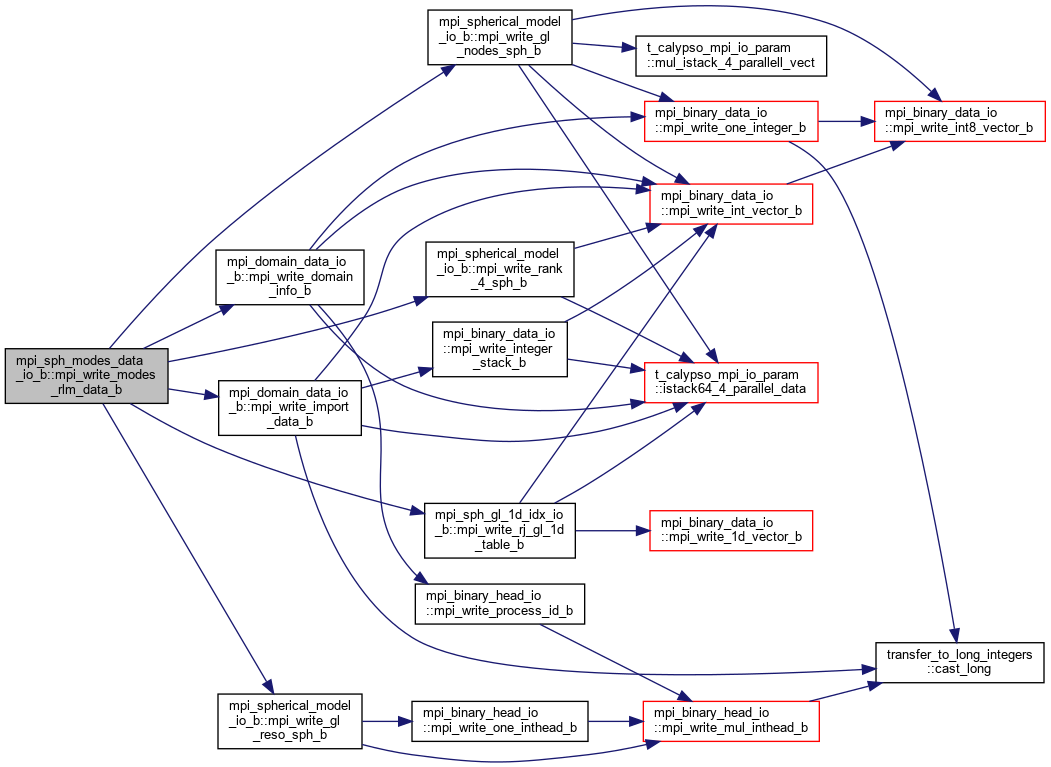 mpi_spherical_model
_io_b::mpi_write_gl
_nodes_sph_b
t_calypso_mpi_io_param
::mul_istack_4_parallell_vect
mpi_binary_data_io
::mpi_write_one_integer_b
mpi_binary_data_io
::mpi_write_int8_vector_b
mpi_binary_data_io
::mpi_write_int_vector_b
mpi_domain_data_io
_b::mpi_write_domain
_info_b
mpi_spherical_model
_io_b::mpi_write_rank
_4_sph_b
mpi_binary_data_io
::mpi_write_integer
_stack_b
mpi_sph_modes_data
_io_b::mpi_write_modes
_rlm_data_b
t_calypso_mpi_io_param
::istack64_4_parallel_data
mpi_domain_data_io
_b::mpi_write_import
_data_b
mpi_sph_gl_1d_idx_io
_b::mpi_write_rj_gl_1d
_table_b
mpi_binary_data_io
::mpi_write_1d_vector_b
mpi_binary_head_io
::mpi_write_process_id_b
transfer_to_long_integers
::cast_long
mpi_spherical_model
_io_b::mpi_write_gl
_reso_sph_b
mpi_binary_head_io
::mpi_write_one_inthead_b
mpi_binary_head_io
::mpi_write_mul_inthead_b